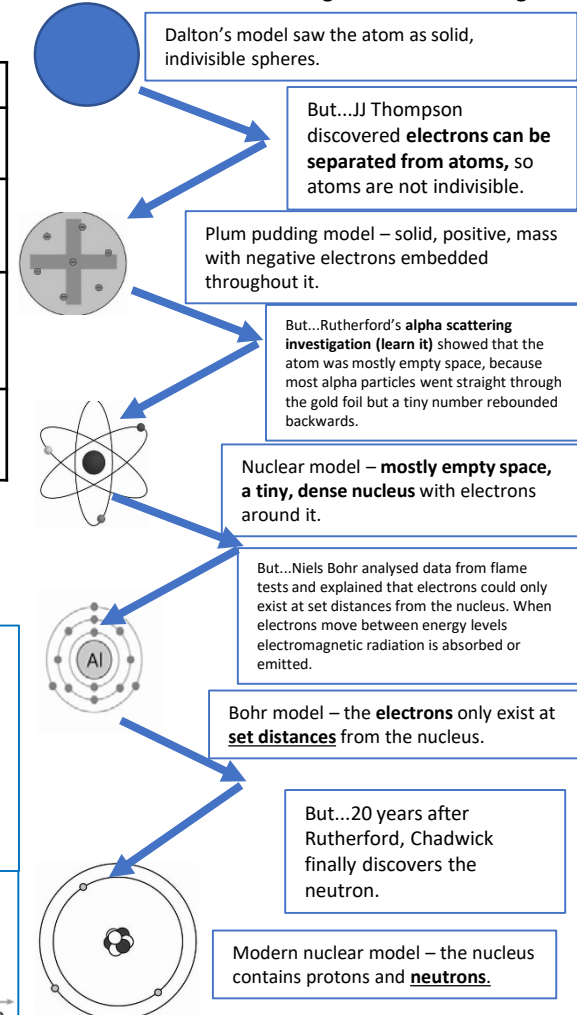 Dalton's model saw the atom as solid,
indivisible spheres.
But...JJ Thompson
discovered electrons can be
separated from atoms, so
atoms are not indivisible.
Plum pudding model – solid, positive, mass
with negative electrons embedded
throughout it.
But...Rutherford's alpha scattering
investigation (learn it) showed that the
atom was mostly empty space, because
most alpha particles went straight through
the gold foil but a tiny number rebounded
backwards.
Nuclear model – mostly empty space,
a tiny, dense nucleus with electrons
around it.
But...Niels Bohr analysed data from flame
tests and explained that electrons could only
exist at set distances from the nucleus. When
electrons move between energy levels
electromagnetic radiation is absorbed or
emitted.
Al
Bohr model – the electrons only exist at
set distances from the nucleus.
But...20 years after
Rutherford, Chadwick
finally discovers the
neutron.
Modern nuclear model – the nucleus
contains protons and neutrons.